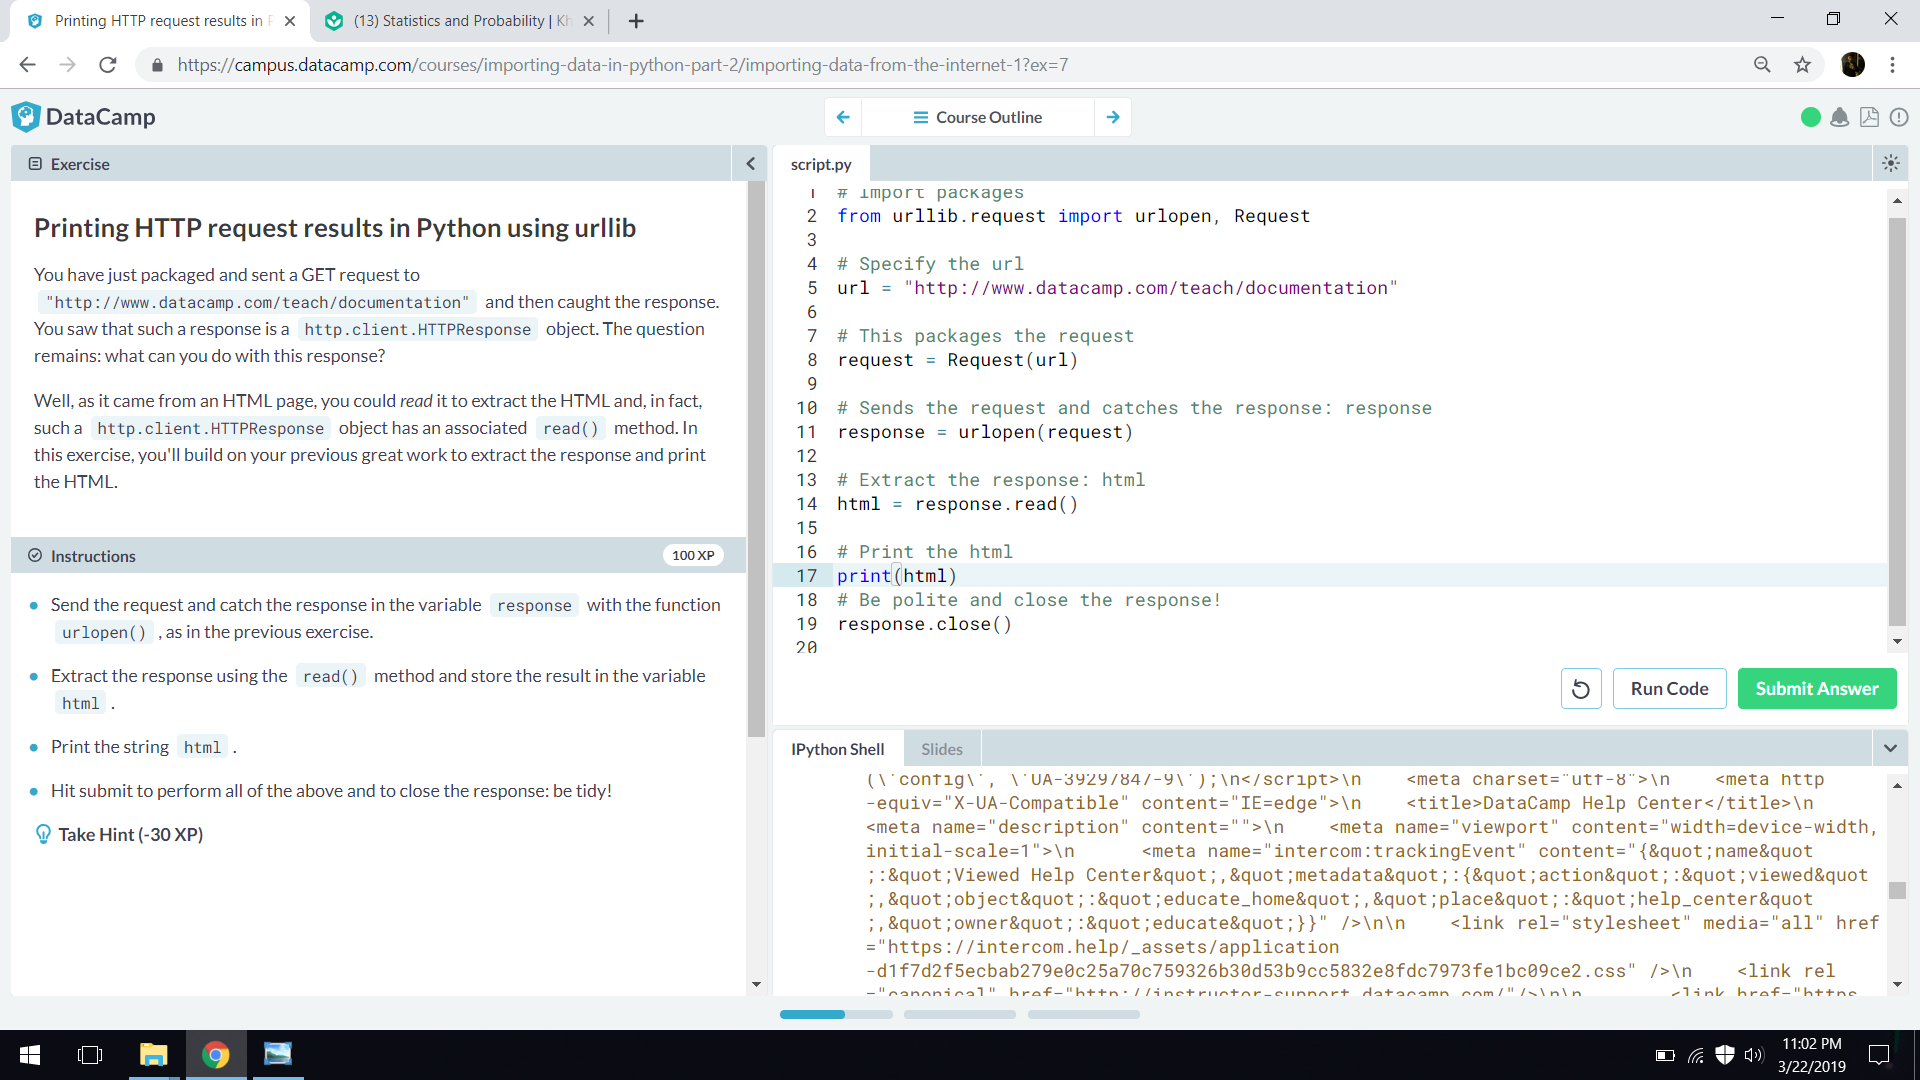 Printing HTTP request results in P
(13) Statistics and Probability | Kh
https://campus.datacamp.com/courses/importing-data-in-python-part-2/importing-data-from-the-internet-1?ex=7
DataCamp
Course Outline
Exercise
Printing HTTP request results in Python using urllib
You have just packaged and sent a GET request to
"http://www.datacamp.com/teach/documentation" and then caught the response.
You saw that such a response is a http.client.HTTPResponse object. The question
remains: what can you do with this response?
Well, as it came from an HTML page, you could read it to extract the HTML and, in fact,
such a http.client.HTTPResponse object has an associated read() method. In
this exercise, you'll build on your previous great work to extract the response and print
the HTML.
Instructions
100 XP
Send the request and catch the response in the variable response with the function
urlopen() , as in the previous exercise.
Extract the response using the read() method and store the result in the variable
html .
Print the string html .
Hit submit to perform all of the above and to close the response: be tidy!
Take Hint (-30 XP)
script.py
1 # Import packages
2 from urllib.request import urlopen, Request
3
4 # Specify the url
5 url = "http://www.datacamp.com/teach/documentation"
6
7 # This packages the request
8 request = Request(url)
9
10 # Sends the request and catches the response: response
11 response = urlopen(request)
12
13 # Extract the response: html
14 html = response.read()
15
16 # Print the html
17 print(html)
18 # Be polite and close the response!
19 response.close()
20
Run Code
Submit Answer
IPython Shell
Slides
(\'config\', \'UA-39297847-9\');\n</script>\n    <meta charset="utf-8">\n    <meta http
-equiv="X-UA-Compatible" content="IE=edge">\n    <title>DataCamp Help Center</title>\n
<meta name="description" content="">\n    <meta name="viewport" content="width=device-width,
initial-scale=1">\n      <meta name="intercom:trackingEvent" content="{&quot;name&quot
;:&quot;Viewed Help Center&quot;,&quot;metadata&quot;:{&quot;action&quot;:&quot;viewed&quot
;,&quot;object&quot;:&quot;educate_home&quot;,&quot;place&quot;:&quot;help_center&quot
;,&quot;owner&quot;:&quot;educate&quot;}}" />\n\n    <link rel="stylesheet" media="all" href
="https://intercom.help/_assets/application
-d1f7d2f5ecbab279e0c25a70c759326b30d53b9cc5832e8fdc7973fe1bc09ce2.css" />\n    <link rel
="canonical" href="http://instructor-support.datacamp.com/"/>\n\n        <link href="https
11:02 PM
3/22/2019